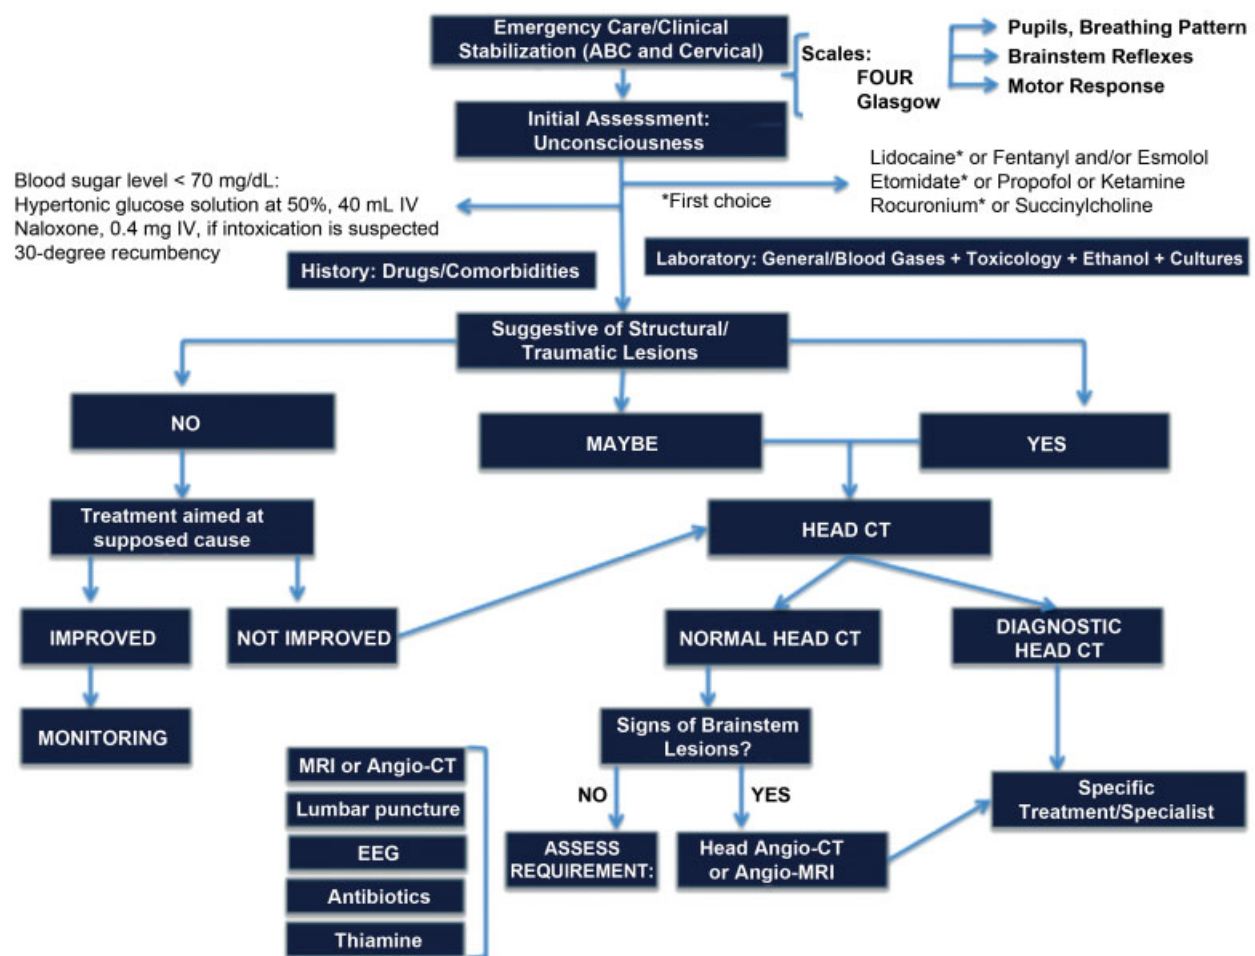 Emergency Care/Clinical
Stabilization (ABC and Cervical)
Scales:
FOUR
Glasgow
Pupils, Breathing Pattern
Brainstem Reflexes
Motor Response
Initial Assessment:
Unconsciousness
Blood sugar level < 70 mg/dL:
Hypertonic glucose solution at 50%, 40 mL IV
Naloxone, 0.4 mg IV, if intoxication is suspected
30-degree recumbency
*First choice
Lidocaine* or Fentanyl and/or Esmolol
Etomidate* or Propofol or Ketamine
Rocuronium* or Succinylcholine
History: Drugs/Comorbidities
Laboratory: General/Blood Gases + Toxicology + Ethanol + Cultures
Suggestive of Structural/
Traumatic Lesions
NO
MAYBE
YES
Treatment aimed at
supposed cause
HEAD CT
IMPROVED
NOT IMPROVED
NORMAL HEAD CT
DIAGNOSTIC
HEAD CT
MONITORING
Signs of Brainstem
Lesions?
NO
YES
MRI or Angio-CT
Lumbar puncture
EEG
Antibiotics
Thiamine
ASSESS
REQUIREMENT:
Head Angio-CT
or Angio-MRI
Specific
Treatment/Specialist